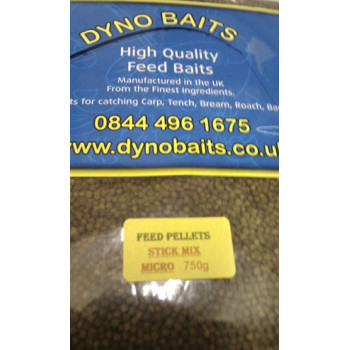 DYNO BAITS
High Quality
Feed Baits
Manufactured in the UK
From the Finest Ingredients.
for catching Carp, Tench, Bream, Roach,
0844 496 1675
www.dynobaits.co.u
FEED PELLETS
STICK MIX
MICRO 750g